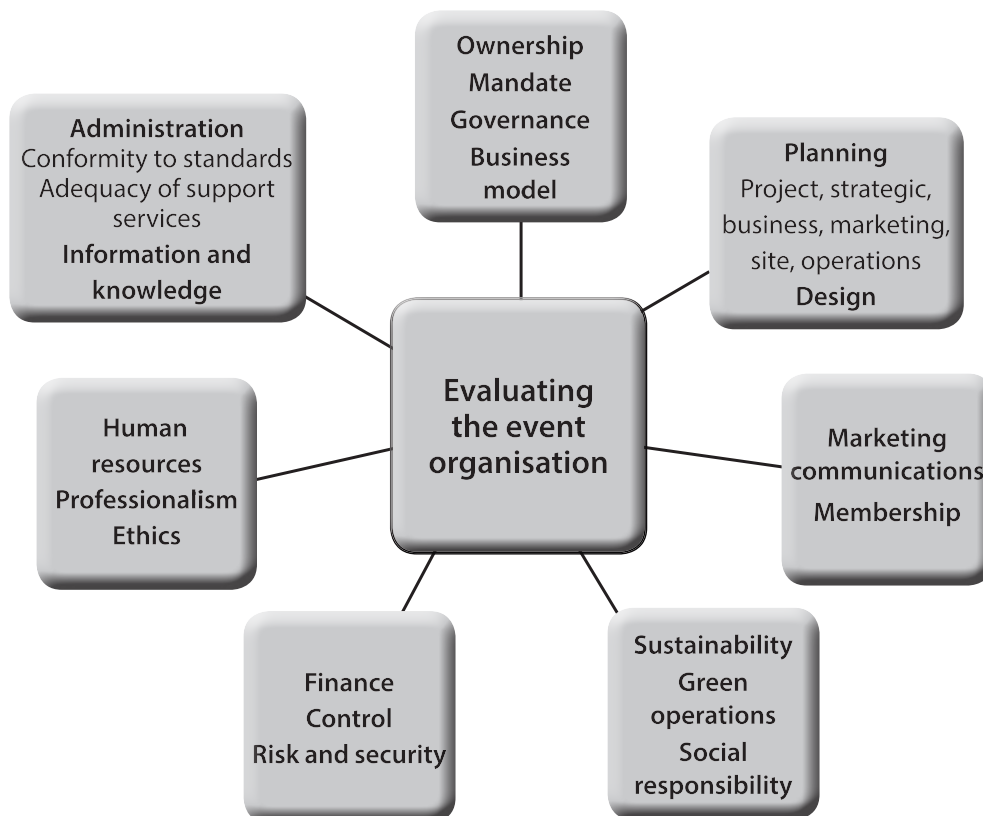 Ownership
Mandate
Governance
Business
model
Administration
Conformity to standards
Adequacy of support
services
Information and
knowledge
Planning
Project, strategic,
business, marketing,
site, operations
Design
Evaluating
the event
organisation
Human
resources
Professionalism
Ethics
Marketing
communications
Membership
Finance
Control
Risk and security
Sustainability
Green
operations
Social
responsibility